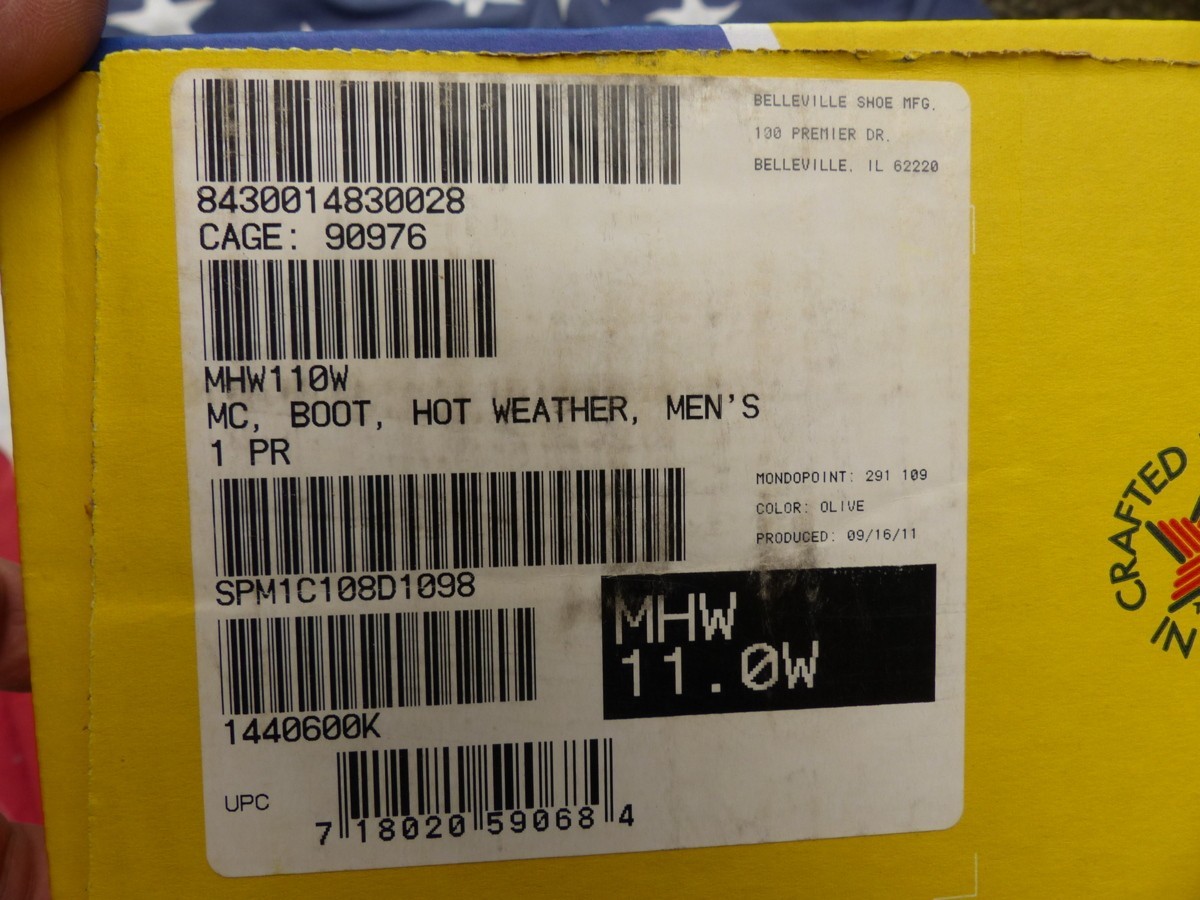 8430014830028
CAGE: 90976
BELLEVILLE SHOE MFG.
100 PREMIER DR.
BELLEVILLE. IL 62220
MHW110W
MC, BOOT, HOT WEATHER, MEN'S
1 PR
MONDOPOINT: 291 109
COLOR: OLIVE
PRODUCED: 09/16/11
SPM1C108D1098
MHW
11.0W
1440600K
UPC
7 18020 59068 4
CRAFTED
IN